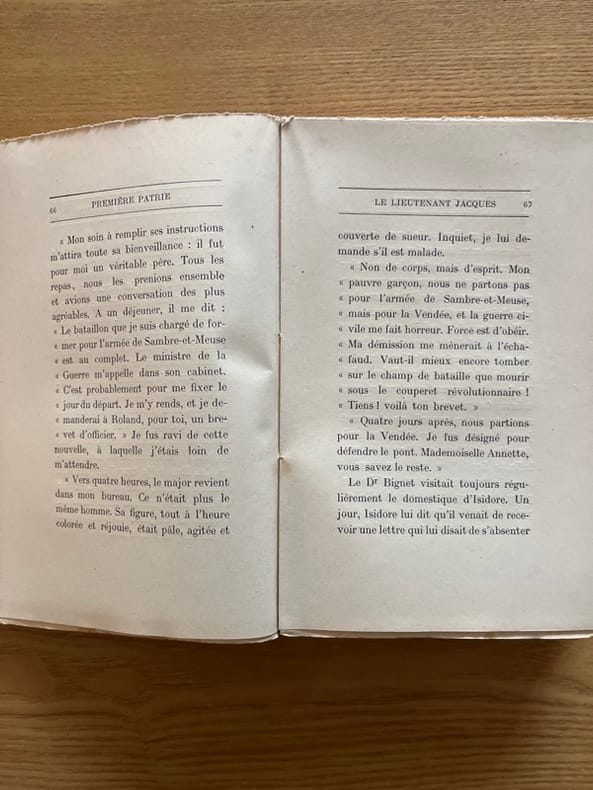 66
PREMIÈRE PATRIE
« Mon soin à remplir ses instructions
m'attira toute sa bienveillance : il fut
pour moi un véritable père. Tous les
repas, nous les prenions ensemble
et avions une conversation des plus
agréables. A un déjeuner, il me dit :
« Le bataillon que je suis chargé de for-
« mer pour l'armée de Sambre-et-Meuse
« est au complet. Le ministre de la
« Guerre m'appelle dans son cabinet.
« C'est probablement pour me fixer le
« jour du départ. Je m'y rends, et je de-
« manderai à Roland, pour toi, un bre-
« vet d'officier. » Je fus ravi de cette
nouvelle, à laquelle j'étais loin de
m'attendre.
« Vers quatre heures, le major revient
dans mon bureau. Ce n'était plus le
même homme. Sa figure, tout à l'heure
colorée et réjouie, était pâle, agitée et
LE LIEUTENANT JACQUES
67
couverte de sueur. Inquiet, je lui de-
mande s'il est malade.
« Non de corps, mais d'esprit. Mon
« pauvre garçon, nous ne partons pas
« pour l'armée de Sambre-et-Meuse,
« mais pour la Vendée, et la guerre ci-
« vile me fait horreur. Force est d'obéir.
« Ma démission me mènerait à l'écha-
« faud. Vaut-il mieux encore tomber
« sur le champ de bataille que mourir
« sous le couperet révolutionnaire !
« Tiens ! voilà ton brevet. »
« Quatre jours après, nous partions
pour la Vendée. Je fus désigné pour
défendre le pont. Mademoiselle Annette,
vous savez le reste. »
Le Dr Bignet visitait toujours régu-
lièrement le domestique d'Isidore. Un
jour, Isidore lui dit qu'il venait de rece-
voir une lettre qui lui disait de s'absenter